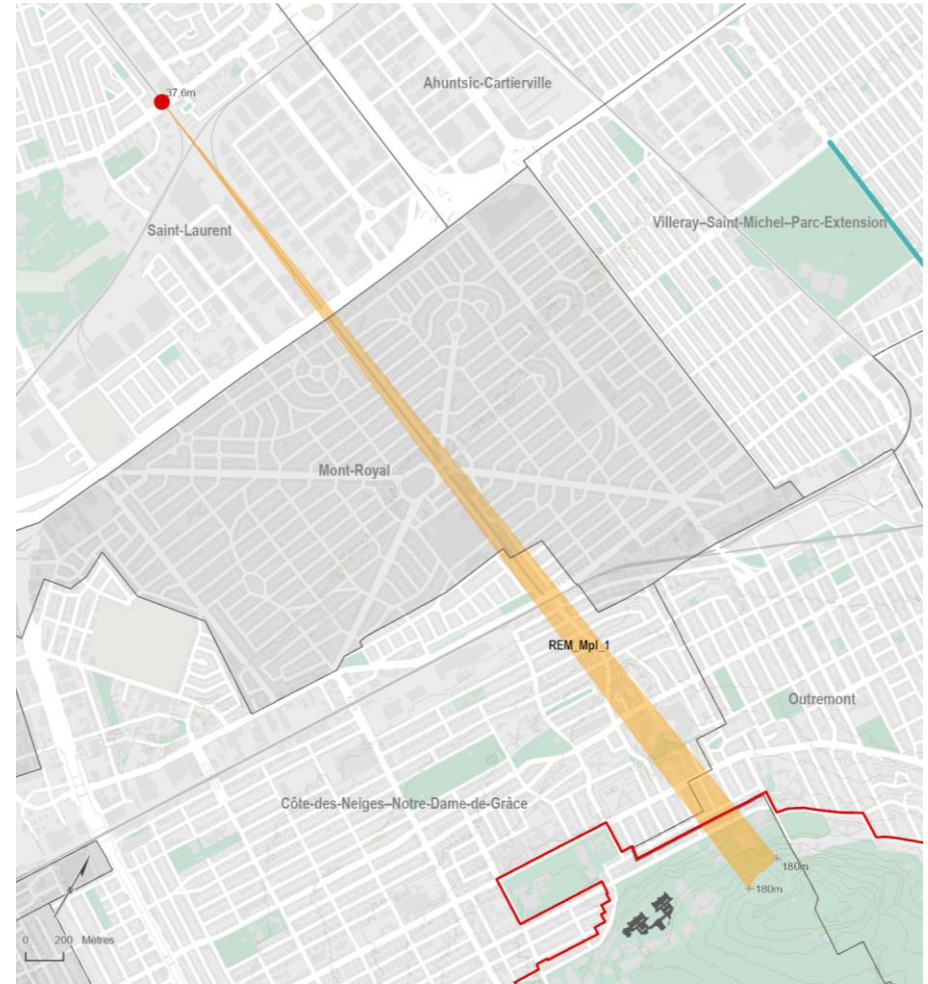 Ahuntsic-Cartierville
37,6m
Saint-Laurent
Villeray–Saint-Michel–Parc-Extension
Mont-Royal
REM_Mpl_1
Outremont
Côte-des-Neiges–Notre-Dame-de-Grâce
180m
180m
0 200 Mètres